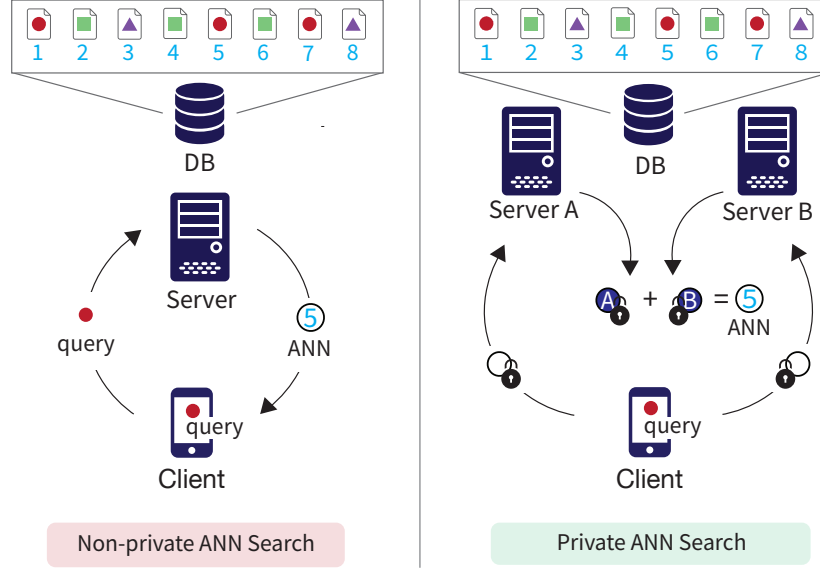 1 2 3 4 5 6 7 8
DB
Server
query
5
ANN
query
Client
Non-private ANN Search
1 2 3 4 5 6 7 8
DB
Server A
Server B
A + B = 5
ANN
query
Client
Private ANN Search